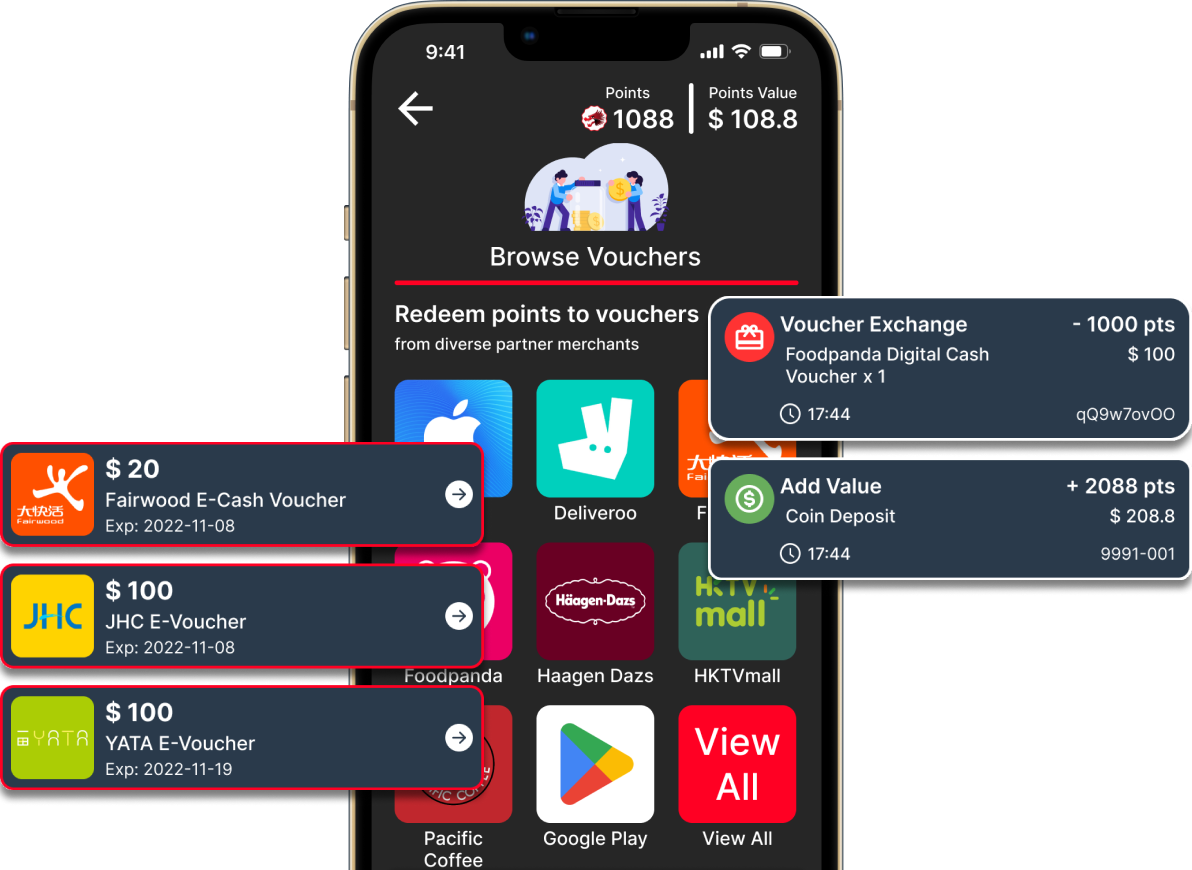 9:41
Points
1088
Points Value
$ 108.8
$
Browse Vouchers
Redeem points to vouchers
from diverse partner merchants
Voucher Exchange
- 1000 pts
Foodpanda Digital Cash
Voucher x 1
$ 100
17:44
qQ9w7ovOO
Add Value
+ 2088 pts
Coin Deposit
$ 208.8
17:44
9991-001
大快活
Fai
Deliveroo
F
大快活
Fairwood
$ 20
Fairwood E-Cash Voucher
Exp: 2022-11-08
JHC
$ 100
JHC E-Voucher
Exp: 2022-11-08
Häagen-Dazs
HKTV
mall
Foodpanda
Haagen Dazs
HKTVmall
YATA
$ 100
YATA E-Voucher
Exp: 2022-11-19
IFIC COFFEE
View
All
Pacific
Coffee
Google Play
View All